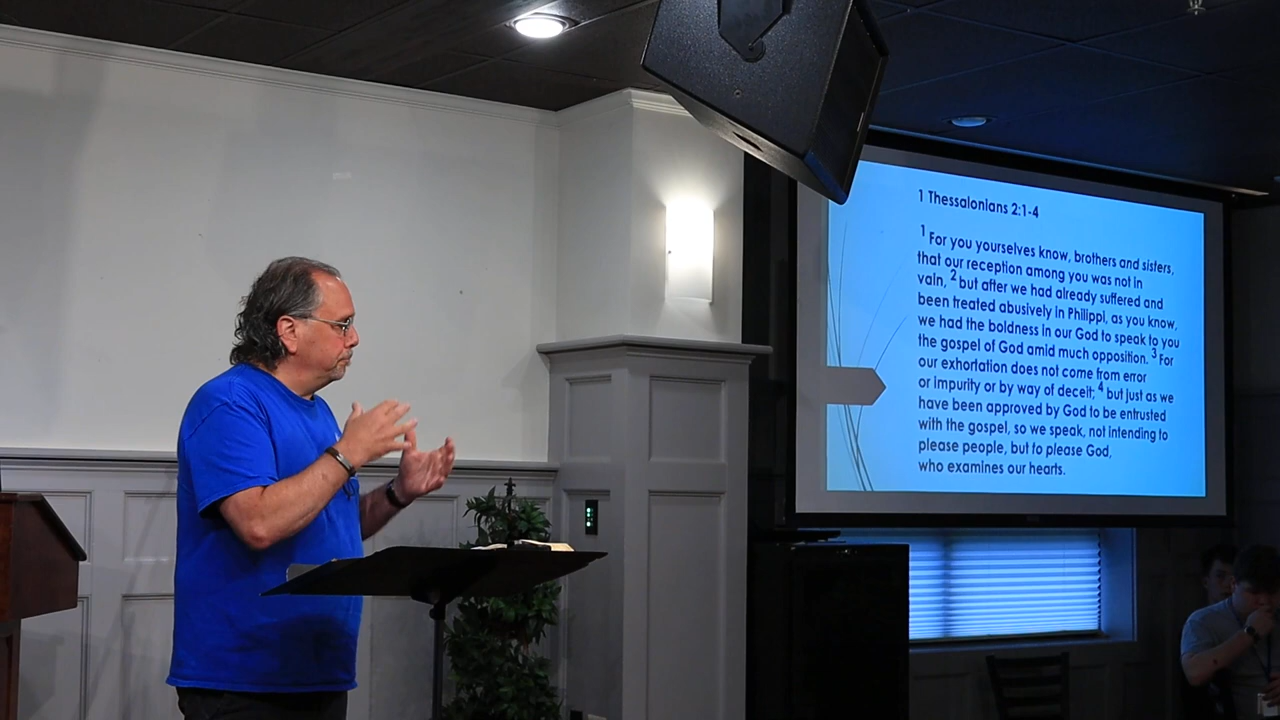 1 Thessalonians 2:1-4
1 For you yourselves know, brothers and sisters,
that our reception among you was not in
vain, 2 but after we had already suffered and
been treated abusively in Philippi, as you know,
we had the boldness in our God to speak to you
the gospel of God amid much opposition. 3 For
our exhortation does not come from error
or impurity or by way of deceit; 4 but just as we
have been approved by God to be entrusted
with the gospel, so we speak, not intending to
please people, but to please God,
who examines our hearts.